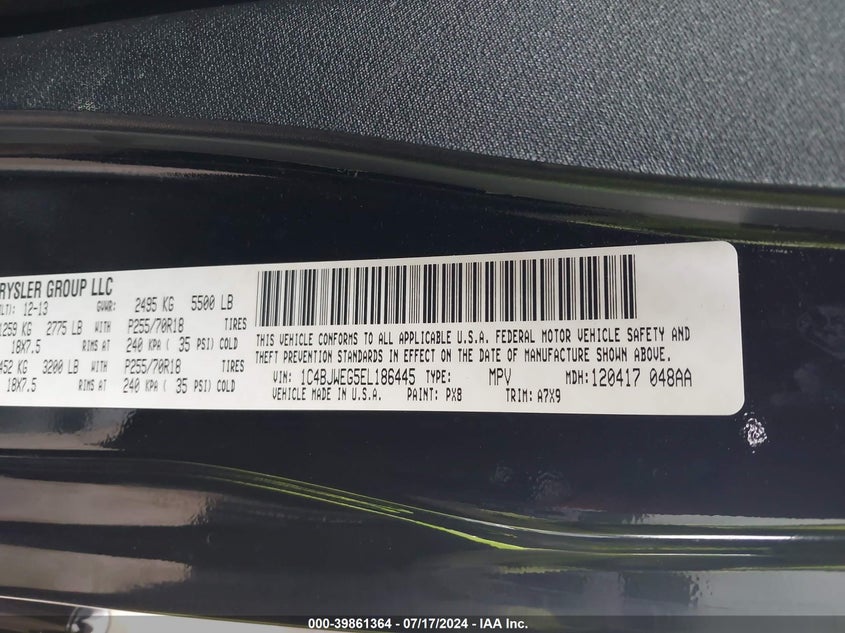 RYSLER GROUP LLC
LT): 12-13 GVWR: 2495 KG 5500 LB
1259 KG 2775 LB WITH P255/70R18 TIRES
18X7.5 RIMS AT 240 KPA ( 35 PSI) COLD
452 KG 3200 LB WITH P255/70R18 TIRES
18X7.5 RIMS AT 240 KPA ( 35 PSI) COLD
THIS VEHICLE CONFORMS TO ALL APPLICABLE U.S.A. FEDERAL MOTOR VEHICLE SAFETY AND
THEFT PREVENTION STANDARDS IN EFFECT ON THE DATE OF MANUFACTURE SHOWN ABOVE.
VIN: 1C4BJWEG5EL186445 TYPE: MPV MDH: 120417 048AA
VEHICLE MADE IN U.S.A. PAINT: PX8 TRIM: A7X9
000-39861364 - 07/17/2024 - IAA Inc.